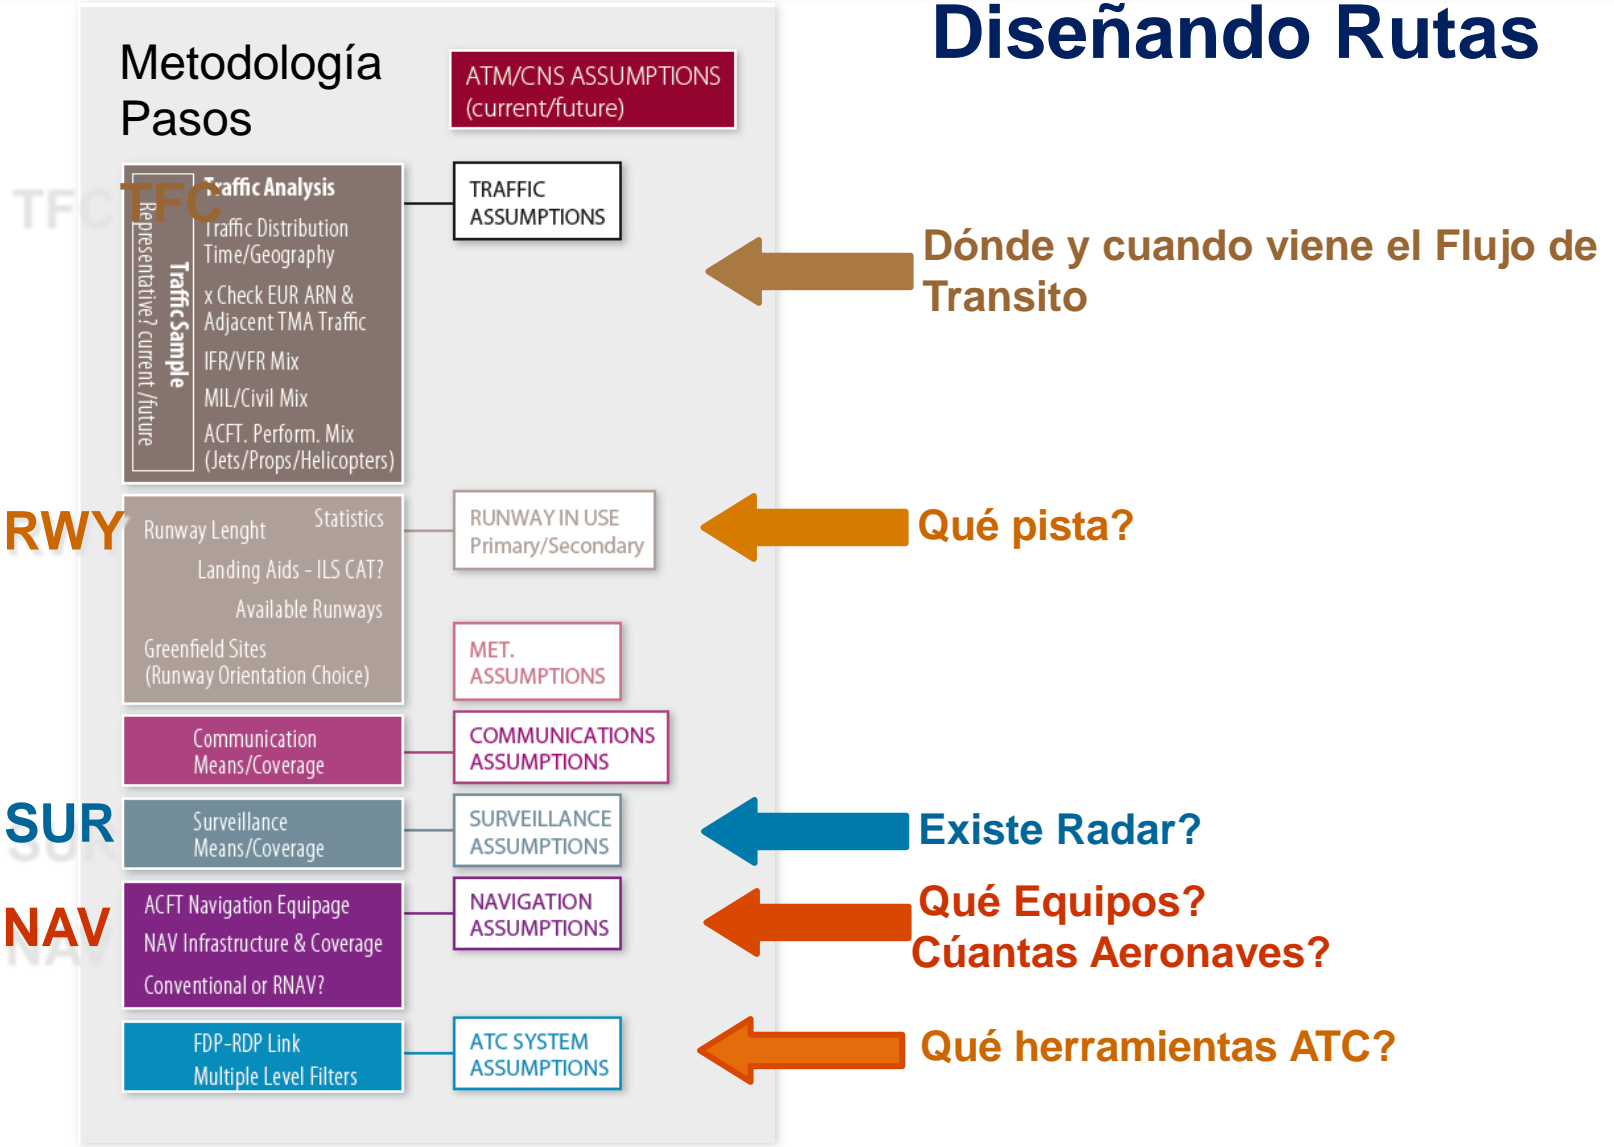 Diseñando Rutas
Metodología
Pasos
ATM/CNS ASSUMPTIONS
(current/future)
TFC
Representative? current /future
Traffic Sample
Traffic Analysis
Traffic Distribution
Time/Geography
x Check EUR ARN &
Adjacent TMA Traffic
IFR/VFR Mix
MIL/Civil Mix
ACFT. Perform. Mix
(Jets/Props/Helicopters)
TRAFFIC
ASSUMPTIONS
Dónde y cuando viene el Flujo de
Transito
RWY
Statistics
Runway Lenght
Landing Aids - ILS CAT?
Available Runways
Greenfield Sites
(Runway Orientation Choice)
RUNWAY IN USE
Primary/Secondary
Qué pista?
MET.
ASSUMPTIONS
Communication
Means/Coverage
COMMUNICATIONS
ASSUMPTIONS
SUR
Surveillance
Means/Coverage
SURVEILLANCE
ASSUMPTIONS
Existe Radar?
NAV
ACFT Navigation Equipage
NAV Infrastructure & Coverage
Conventional or RNAV?
NAVIGATION
ASSUMPTIONS
Qué Equipos?
Cúantas Aeronaves?
FDP-RDP Link
Multiple Level Filters
ATC SYSTEM
ASSUMPTIONS
Qué herramientas ATC?